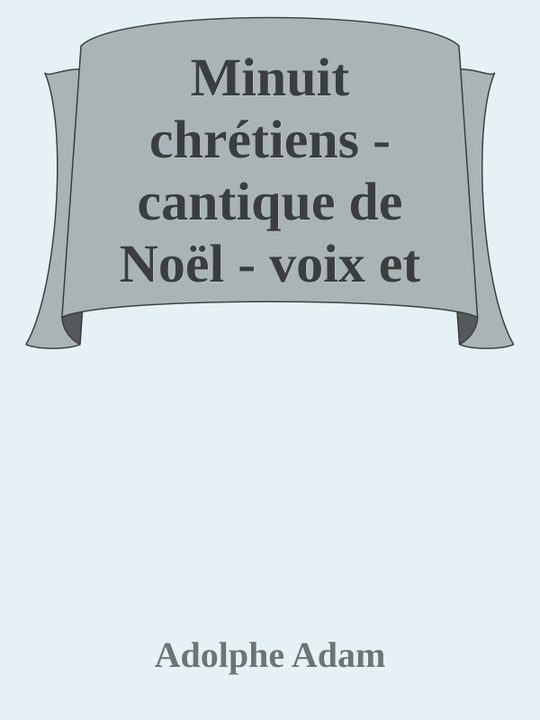 Minuit
chrétiens -
cantique de
Noël - voix et
Adolphe Adam